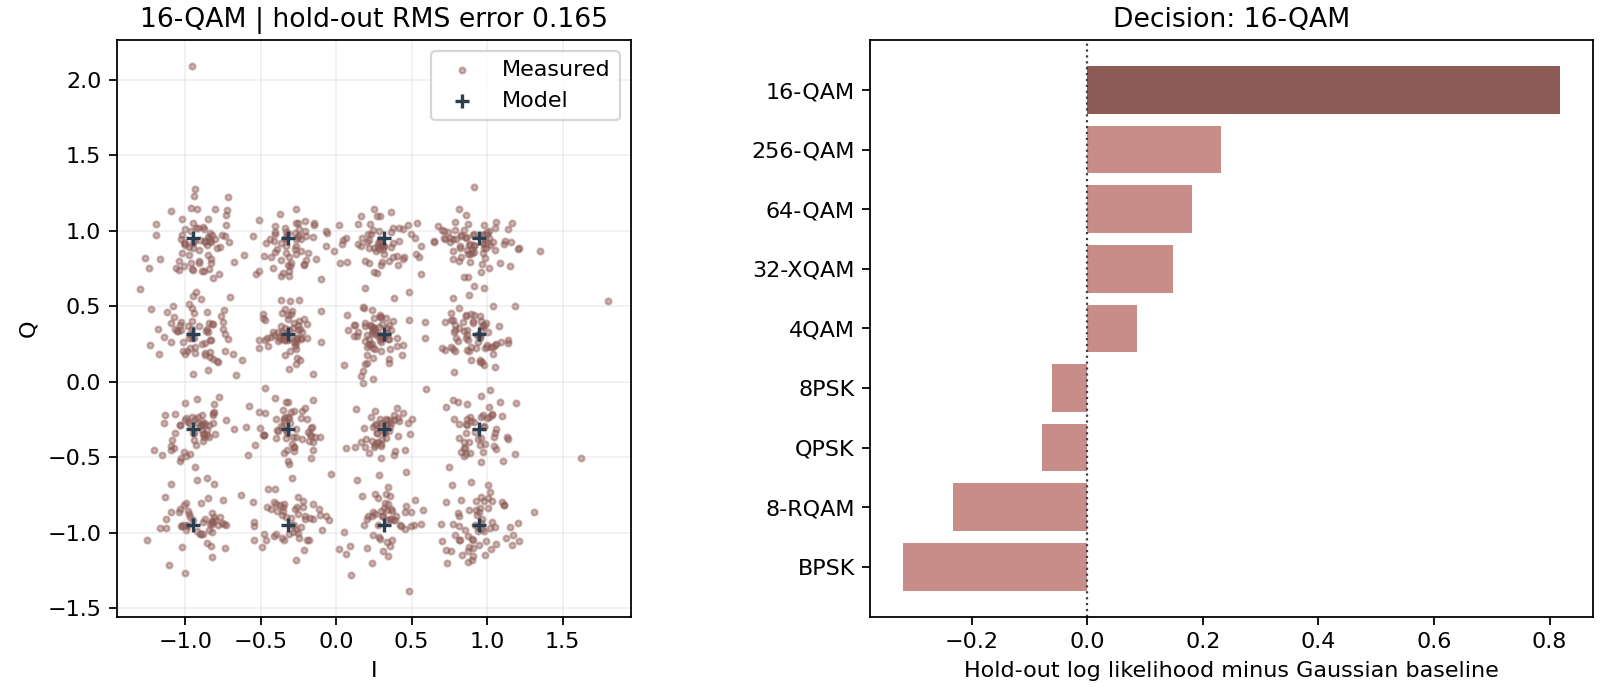 16-QAM | hold-out RMS error 0.165
Measured
Model
2.0
1.5
1.0
0.5
0.0
−0.5
−1.0
−1.5
Q
−1.0
−0.5
0.0
0.5
1.0
1.5
I
Decision: 16-QAM
16-QAM
256-QAM
64-QAM
32-XQAM
4QAM
8PSK
QPSK
8-RQAM
BPSK
−0.2
0.0
0.2
0.4
0.6
0.8
Hold-out log likelihood minus Gaussian baseline